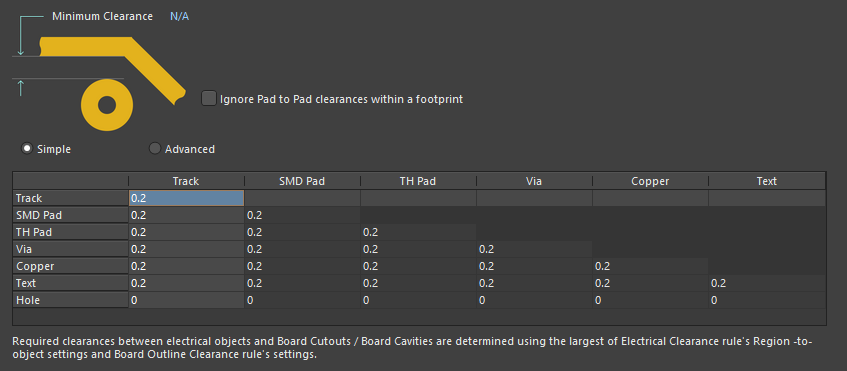 Minimum Clearance N/A
Ignore Pad to Pad clearances within a footprint
Simple Advanced
Track SMD Pad TH Pad Via Copper Text
Track 0.2
SMD Pad 0.2 0.2
TH Pad 0.2 0.2 0.2
Via 0.2 0.2 0.2 0.2
Copper 0.2 0.2 0.2 0.2 0.2
Text 0.2 0.2 0.2 0.2 0.2 0.2
Hole 0 0 0 0 0 0
Required clearances between electrical objects and Board Cutouts / Board Cavities are determined using the largest of Electrical Clearance rule's Region -to-
object settings and Board Outline Clearance rule's settings.